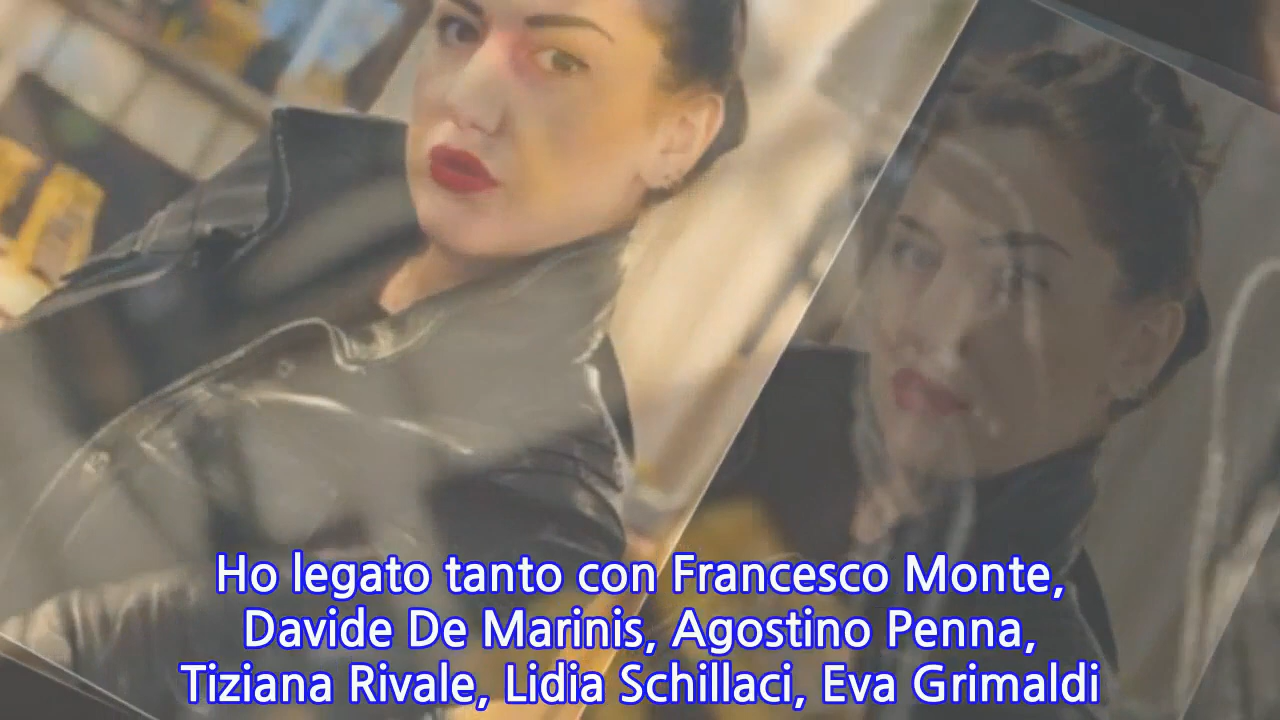 Ho legato tanto con Francesco Monte,
Davide De Marinis, Agostino Penna,
Tiziana Rivale, Lidia Schillaci, Eva Grimaldi